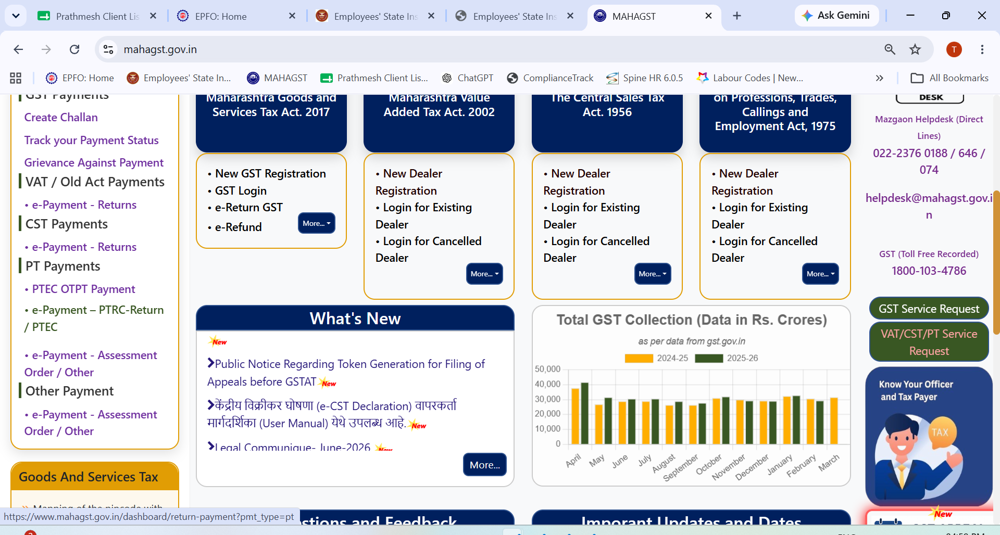 Prathmesh Client Lis
EPFO: Home
Employees' State Ins
Employees' State Ins
MAHAGST
Ask Gemini
mahagst.gov.in
T
EPFO: Home
Employees' State In...
MAHAGST
Prathmesh Client Lis...
ChatGPT
ComplianceTrack
Spine HR 6.0.5
Labour Codes | New...
All Bookmarks
GST Payments
Create Challan
Track your Payment Status
Grievance Against Payment
VAT / Old Act Payments
• e-Payment - Returns
CST Payments
• e-Payment - Returns
PT Payments
• PTEC OTPT Payment
• e-Payment – PTRC-Return
/ PTEC
• e-Payment - Assessment
Order / Other
Other Payment
• e-Payment - Assessment
Order / Other
Goods And Services Tax
Mapping of the pincode with
https://www.mahagst.gov.in/dashboard/return-payment?pmt_type=pt
Maharashtra Goods and
Services Tax Act. 2017
• New GST Registration
• GST Login
• e-Return GST
• e-Refund
More...
Maharashtra Value
Added Tax Act. 2002
• New Dealer
Registration
• Login for Existing
Dealer
• Login for Cancelled
Dealer
More...
The Central Sales Tax
Act. 1956
• New Dealer
Registration
• Login for Existing
Dealer
• Login for Cancelled
Dealer
More...
on Professions, Trades,
Callings and
Employment Act, 1975
• New Dealer
Registration
• Login for Existing
Dealer
• Login for Cancelled
Dealer
More...
What's New
New
Public Notice Regarding Token Generation for Filing of
Appeals before GSTAT New
केंद्रीय विक्रीकर घोषणा (e-CST Declaration) वापरकर्ता
मार्गदर्शिका (User Manual) येथे उपलब्ध आहे. New
Legal Communique- June-2026 New
More...
Total GST Collection (Data in Rs. Crores)
as per data from gst.gov.in
2024-25
2025-26
50,000
40,000
30,000
20,000
10,000
0
April
May
June
July
August
September
October
November
December
January
February
March
stions and Feedback
Imporant Updates and Dates
DESK
Mazgaon Helpdesk (Direct
Lines)
022-2376 0188 / 646 /
074
helpdesk@mahagst.gov.i
n
GST (Toll Free Recorded)
1800-103-4786
GST Service Request
VAT/CST/PT Service
Request
Know Your Officer
and Tax Payer
TAX
New